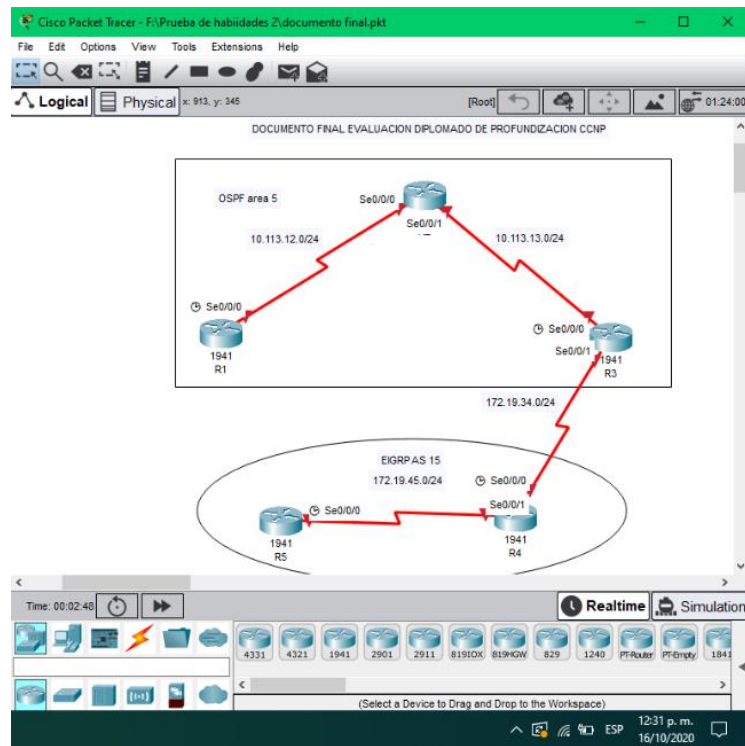 Cisco Packet Tracer - F:\Prueba de habiidades 2\documento final.pkt
File Edit Options View Tools Extensions Help
Logical Physical x: 913, y: 345 [Root] 01:24:00
DOCUMENTO FINAL EVALUACION DIPLOMADO DE PROFUNDIZACION CCNP
OSPF area 5
Se0/0/0
Se0/0/1
10.113.12.0/24
10.113.13.0/24
Se0/0/0
1941
R1
Se0/0/0
Se0/0/1
1941
R3
172.19.34.0/24
EIGRP AS 15
172.19.45.0/24
Se0/0/0
Se0/0/0
Se0/0/1
1941
R5
1941
R4
Time: 00:02:48
Realtime Simulation
4331 4321 1941 2901 2911 819IOX 819HGW 829 1240 PT-Router PT-Empty 1841
(Select a Device to Drag and Drop to the Workspace)
ESP
12:31 p. m.
16/10/2020